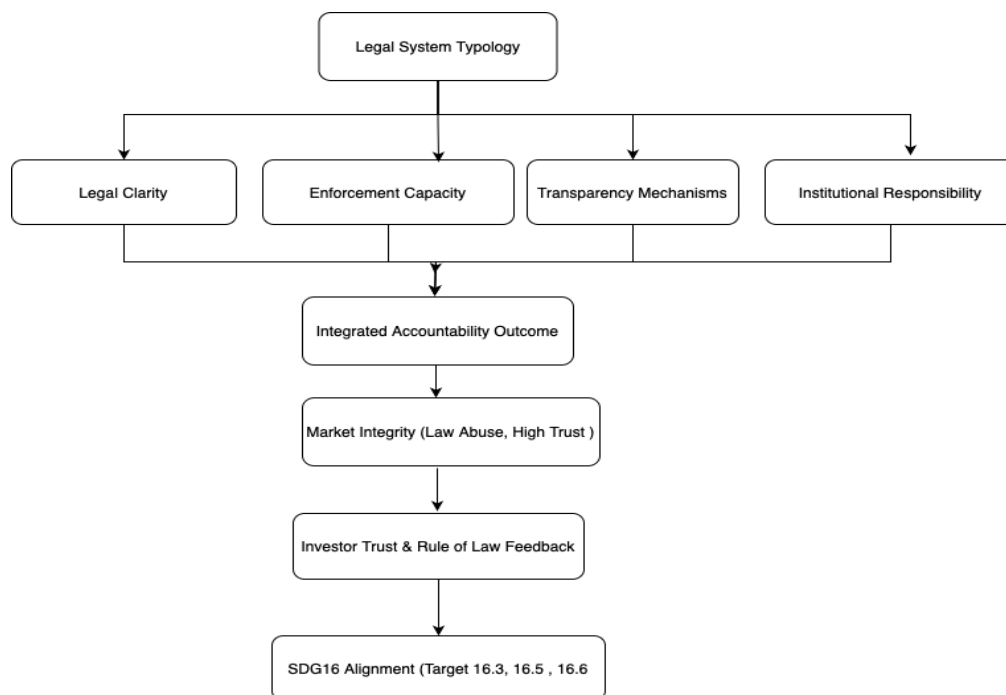 Legal System Typology
Legal Clarity
Enforcement Capacity
Transparency Mechanisms
Institutional Responsibility
Integrated Accountability Outcome
Market Integrity (Law Abuse, High Trust )
Investor Trust & Rule of Law Feedback
SDG16 Alignment (Target 16.3, 16.5 , 16.6